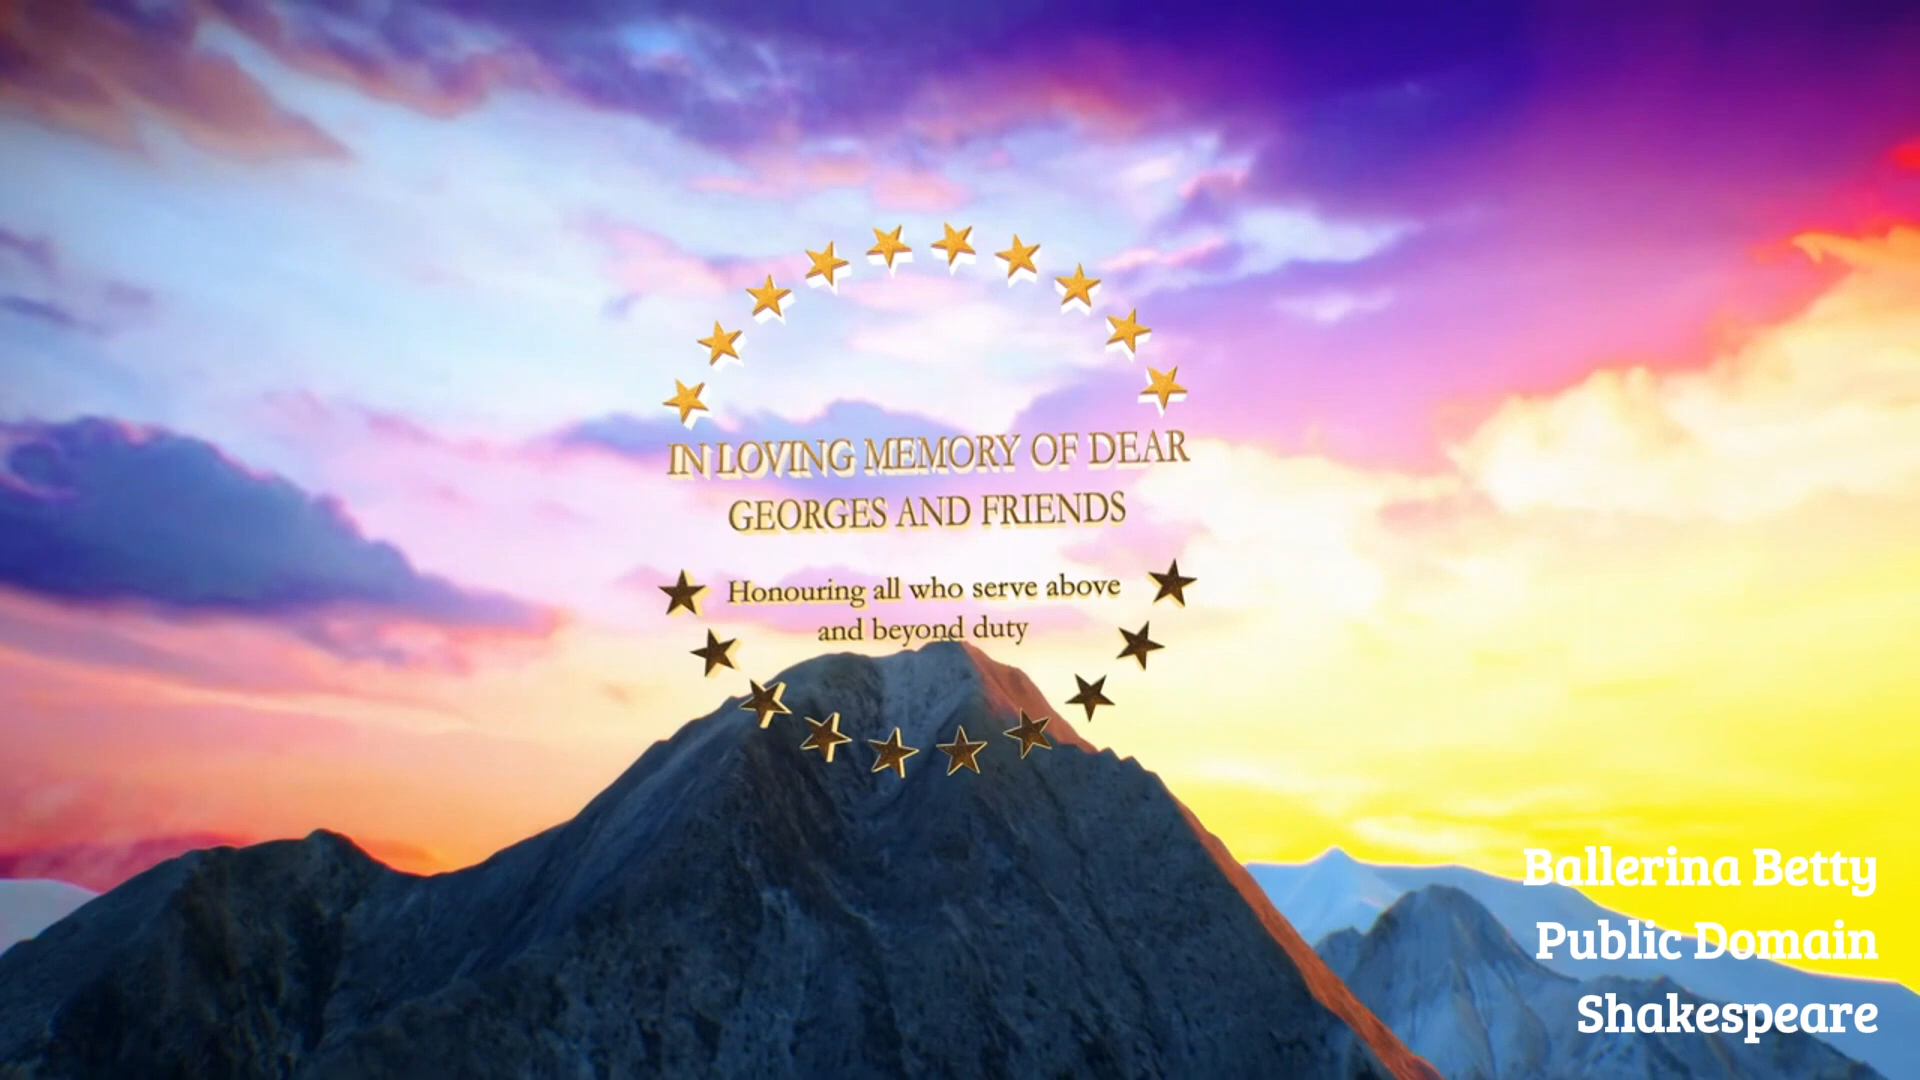 IN LOVING MEMORY OF DEAR
GEORGES AND FRIENDS
Honouring all who serve above
and beyond duty
Ballerina Betty
Public Domain
Shakespeare